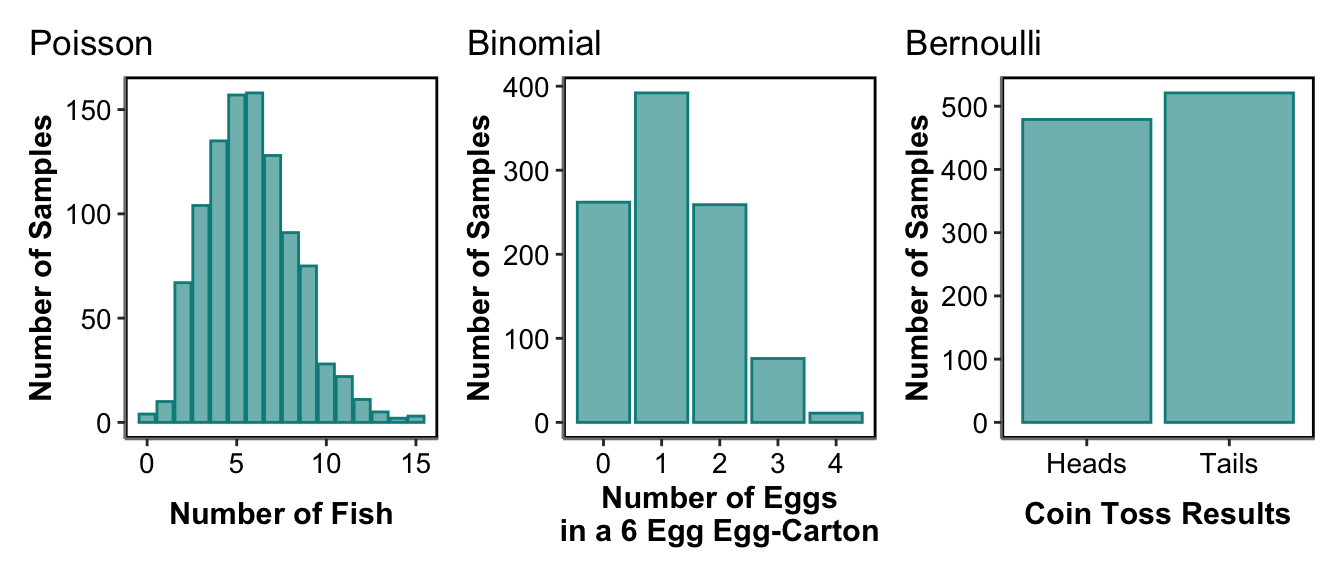 Poisson
Number of Samples
150
100
50
0
0 5 10 15
Number of Fish
Binomial
Number of Samples
400
300
200
100
0
0 1 2 3 4
Number of Eggs
in a 6 Egg Egg-Carton
Bernoulli
Number of Samples
500
400
300
200
100
0
Heads Tails
Coin Toss Results